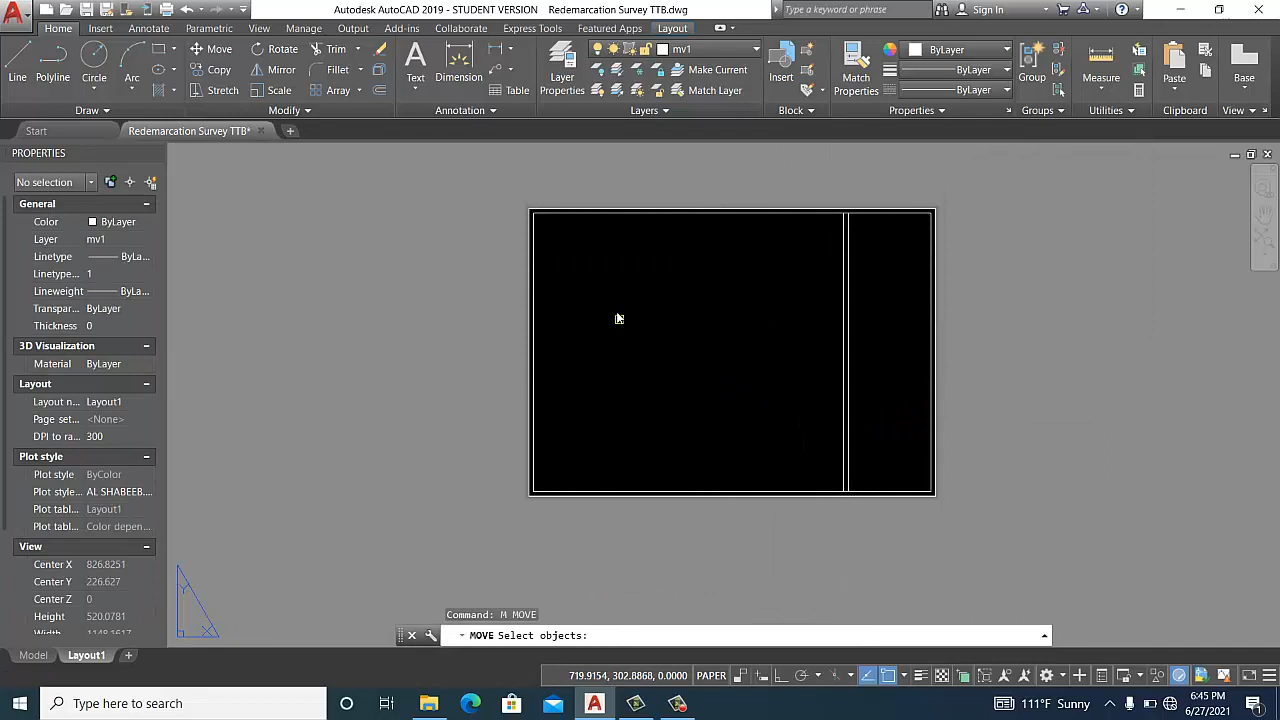 Autodesk AutoCAD 2019 - STUDENT VERSION Redemarcation Survey TTB.dwg
Type a keyword or phrase
Sign In
Home Insert Annotate Parametric View Manage Output Add-ins Collaborate Express Tools Featured Apps Layout
Line Polyline Circle Arc
Move Rotate Trim
Copy Mirror Fillet
Stretch Scale Array
Text Dimension Table
Layer Properties
mv1
Make Current
Match Layer
Insert
Match Properties
ByLayer
ByLayer
ByLayer
Group
Measure
Paste
Base
Draw Modify Annotation Layers Block Properties Groups Utilities Clipboard View
Start
Redemarcation Survey TTB*
PROPERTIES
No selection
General
Color ByLayer
Layer mv1
Linetype ByLa...
Linetype... 1
Lineweight ByLa...
Transpar... ByLayer
Thickness 0
3D Visualization
Material ByLayer
Layout
Layout n... Layout1
Page set... <None>
DPI to ra... 300
Plot style
Plot style ByColor
Plot style... AL SHABEEB....
Plot tabl... Layout1
Plot tabl... Color depen...
View
Center X 826.8251
Center Y 226.627
Center Z 0
Height 520.0781
Width 1148.1617
Y
X
Command: M MOVE
MOVE Select objects:
Model Layout1
719.9154, 302.8868, 0.0000 PAPER
Type here to search
111°F Sunny
6:45 PM
6/27/2021
1